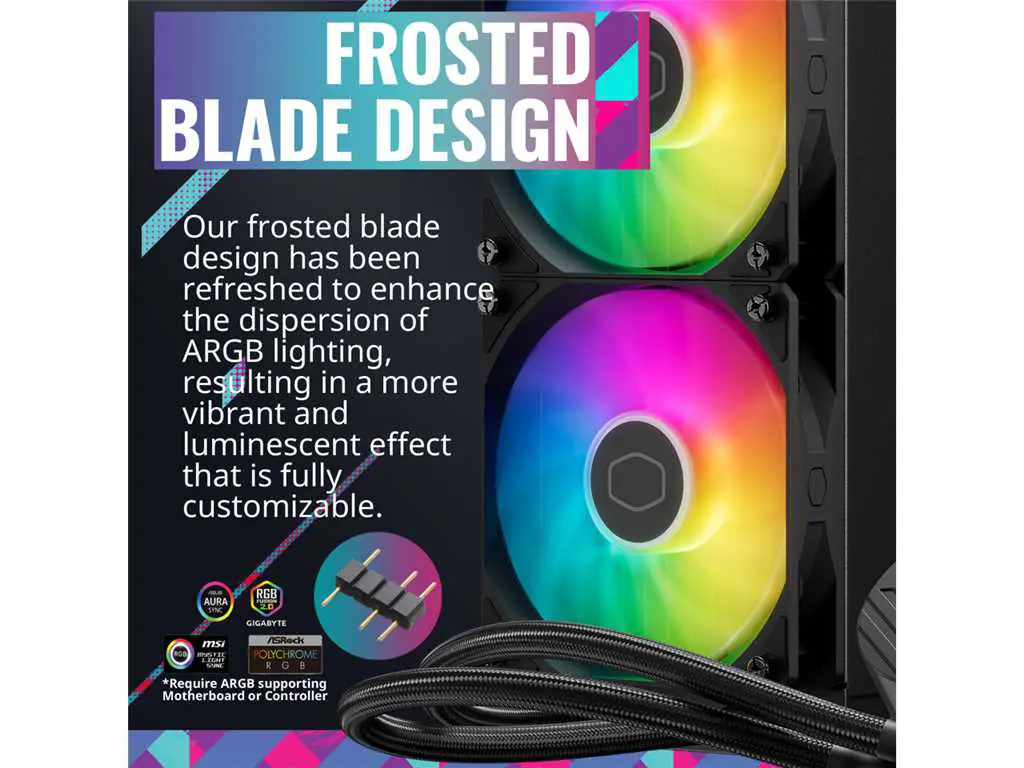 FROSTED
BLADE DESIGN
Our frosted blade
design has been
refreshed to enhance
the dispersion of
ARGB lighting,
resulting in a more
vibrant and
luminescent effect
that is fully
customizable.
ASUS
AURA
SYNC
RGB
FUSION
2.0
GIGABYTE
RGB
msi
MYSTIC
LIGHT
SYNC
ASRock
POLYCHROME
RGB
*Require ARGB supporting
Motherboard or Controller